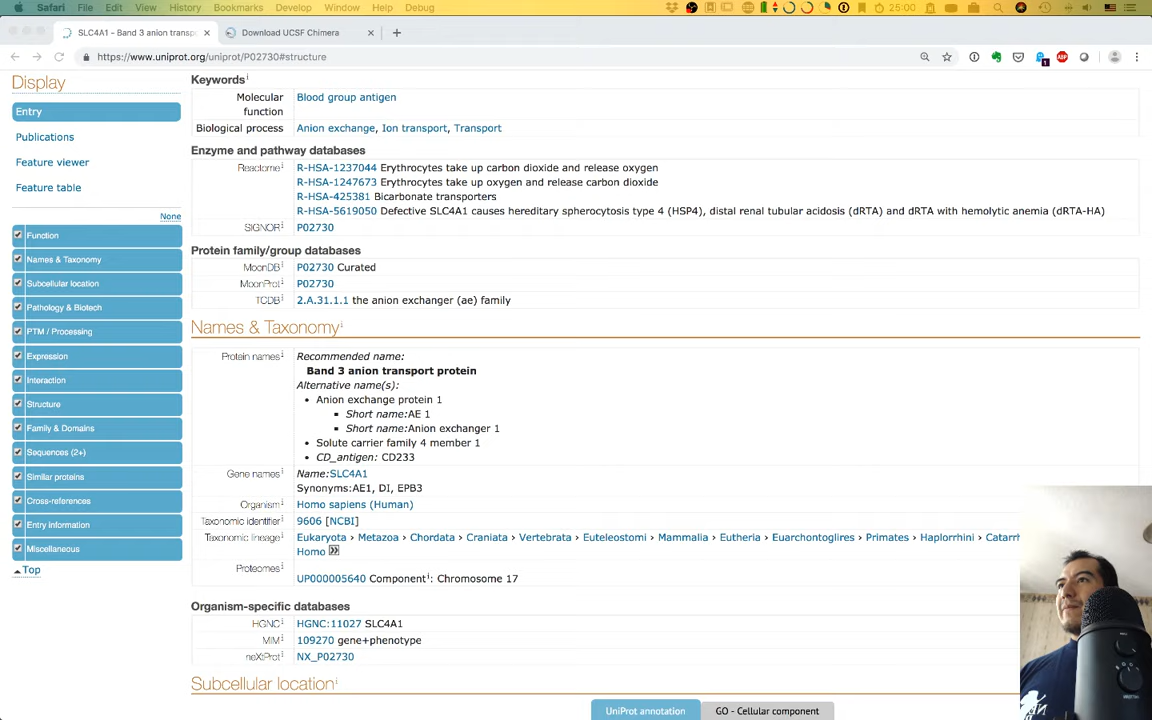 Safari File Edit View History Bookmarks Develop Window Help Debug
25:00
SLC4A1 - Band 3 anion transp
Download UCSF Chimera
https://www.uniprot.org/uniprot/P02730#structure
Display
Entry
Publications
Feature viewer
Feature table
None
Function
Names & Taxonomy
Subcellular location
Pathology & Biotech
PTM / Processing
Expression
Interaction
Structure
Family & Domains
Sequences (2+)
Similar proteins
Cross-references
Entry information
Miscellaneous
Top
Keywords i
Molecular function Blood group antigen
Biological process Anion exchange, Ion transport, Transport
Enzyme and pathway databases
Reactome i R-HSA-1237044 Erythrocytes take up carbon dioxide and release oxygen
R-HSA-1247673 Erythrocytes take up oxygen and release carbon dioxide
R-HSA-425381 Bicarbonate transporters
R-HSA-5619050 Defective SLC4A1 causes hereditary spherocytosis type 4 (HSP4), distal renal tubular acidosis (dRTA) and dRTA with hemolytic anemia (dRTA-HA)
SIGNOR i P02730
Protein family/group databases
MoonDB i P02730 Curated
MoonProt i P02730
TCDB i 2.A.31.1.1 the anion exchanger (ae) family
Names & Taxonomy i
Protein names i Recommended name:
Band 3 anion transport protein
Alternative name(s):
• Anion exchange protein 1
▪ Short name:AE 1
▪ Short name:Anion exchanger 1
• Solute carrier family 4 member 1
• CD_antigen: CD233
Gene names i Name:SLC4A1
Synonyms:AE1, DI, EPB3
Organism i Homo sapiens (Human)
Taxonomic identifier i 9606 [NCBI]
Taxonomic lineage i Eukaryota › Metazoa › Chordata › Craniata › Vertebrata › Euteleostomi › Mammalia › Eutheria › Euarchontoglires › Primates › Haplorrhini › Catarrh
Homo
Proteomes i UP000005640 Component i: Chromosome 17
Organism-specific databases
HGNC i HGNC:11027 SLC4A1
MIM i 109270 gene+phenotype
neXtProt i NX_P02730
Subcellular location i
UniProt annotation GO - Cellular component